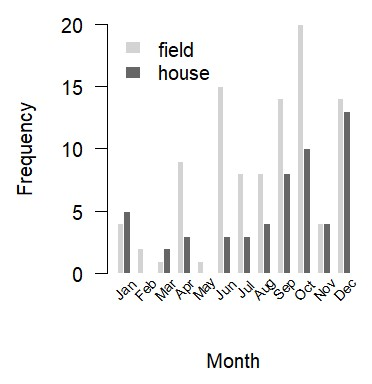 20
field
house
15
10
5
0
Frequency
Jan Feb Mar Apr May Jun Jul Aug Sep Oct Nov Dec
Month